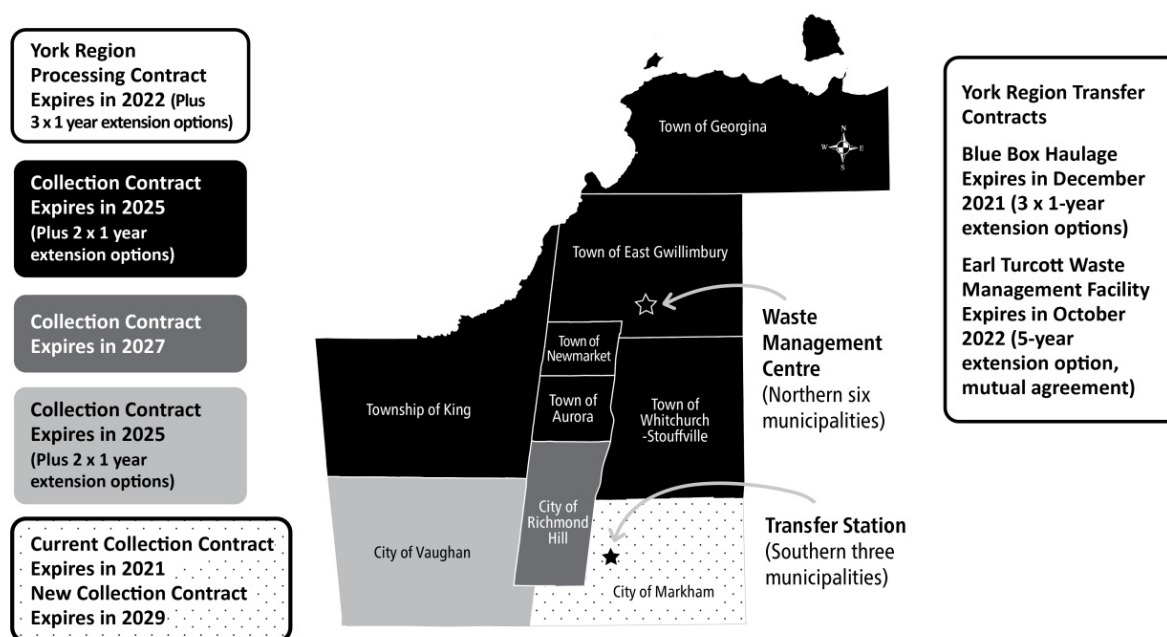 York Region
Processing Contract
Expires in 2022 (Plus
3 x 1 year extension options)
Collection Contract
Expires in 2025
(Plus 2 x 1 year
extension options)
Collection Contract
Expires in 2027
Collection Contract
Expires in 2025
(Plus 2 x 1 year
extension options)
Current Collection Contract
Expires in 2021
New Collection Contract
Expires in 2029
Town of Georgina
N
W E
S
Town of East Gwillimbury
Town of
Newmarket
Township of King
Town of
Aurora
Town of
Whitchurch
-Stouffville
City of
Richmond
Hill
City of Vaughan
City of Markham
Waste
Management
Centre
(Northern six
municipalities)
Transfer Station
(Southern three
municipalities)
York Region Transfer
Contracts
Blue Box Haulage
Expires in December
2021 (3 x 1-year
extension options)
Earl Turcott Waste
Management Facility
Expires in October
2022 (5-year
extension option,
mutual agreement)